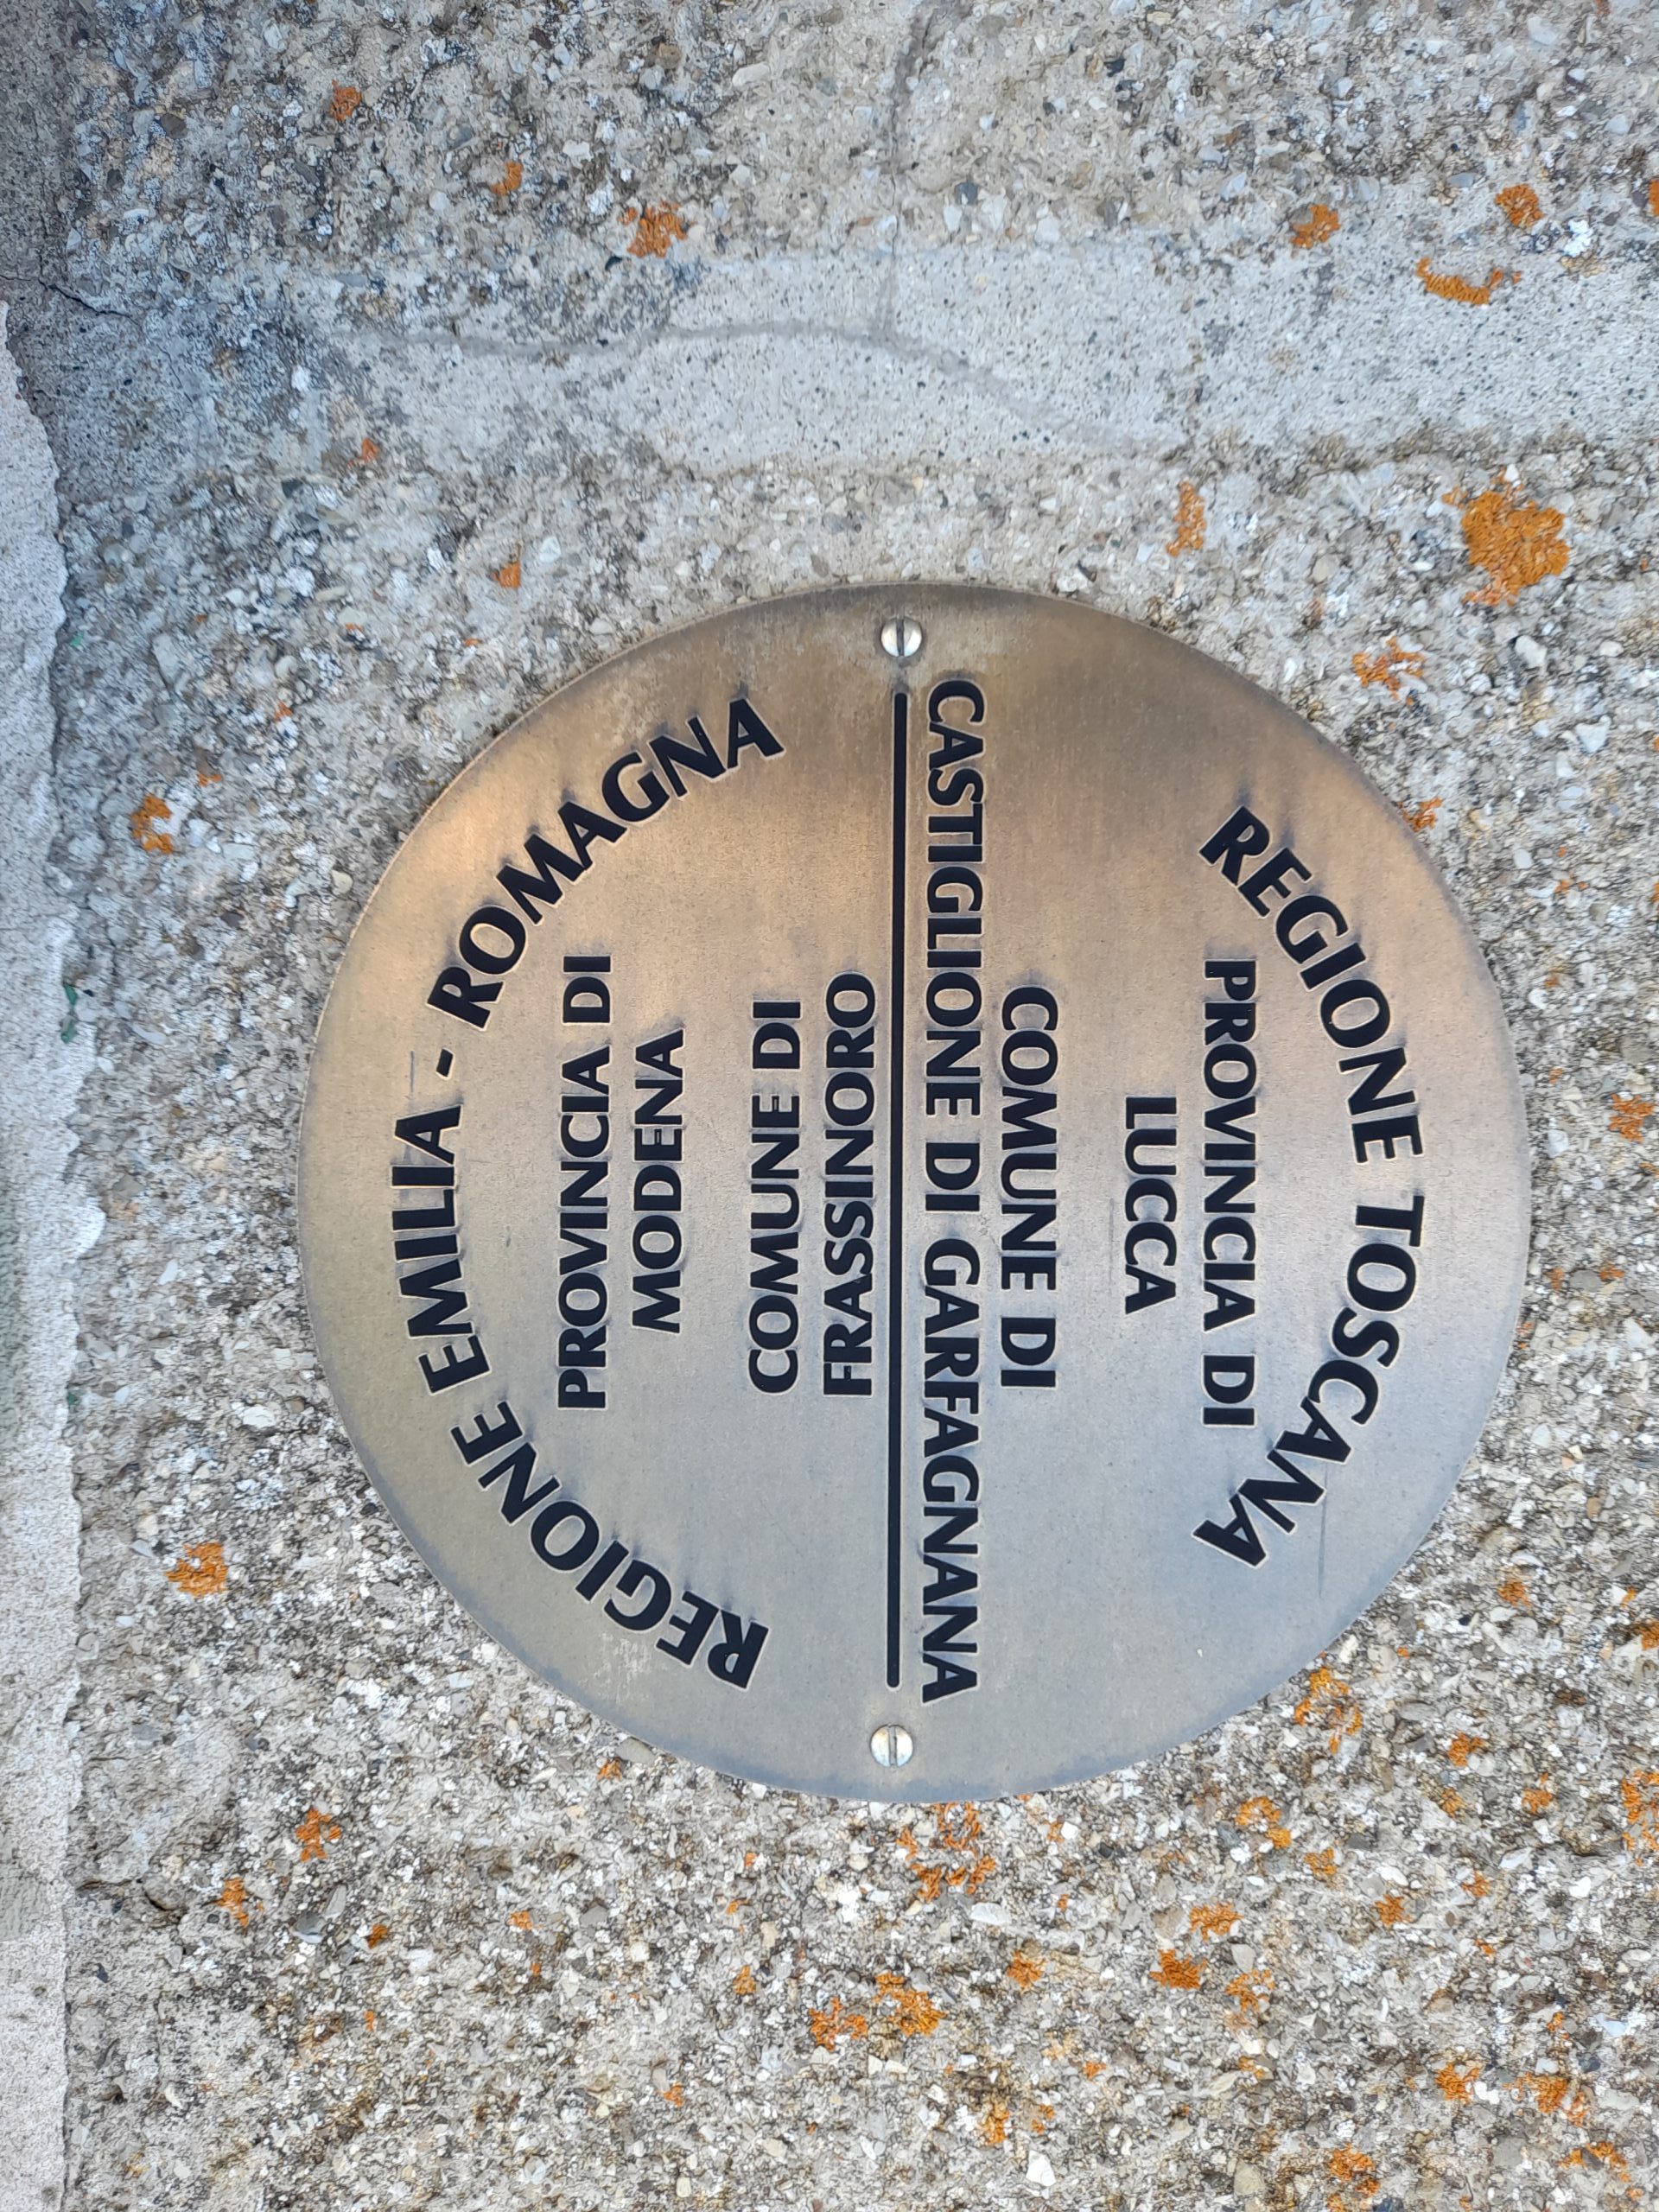 REGIONE TOSCANA
PROVINCIA DI
LUCCA
COMUNE DI
CASTIGLIONE DI GARFAGNANA
REGIONE EMILIA - ROMAGNA
PROVINCIA DI
MODENA
COMUNE DI
FRASSINORO